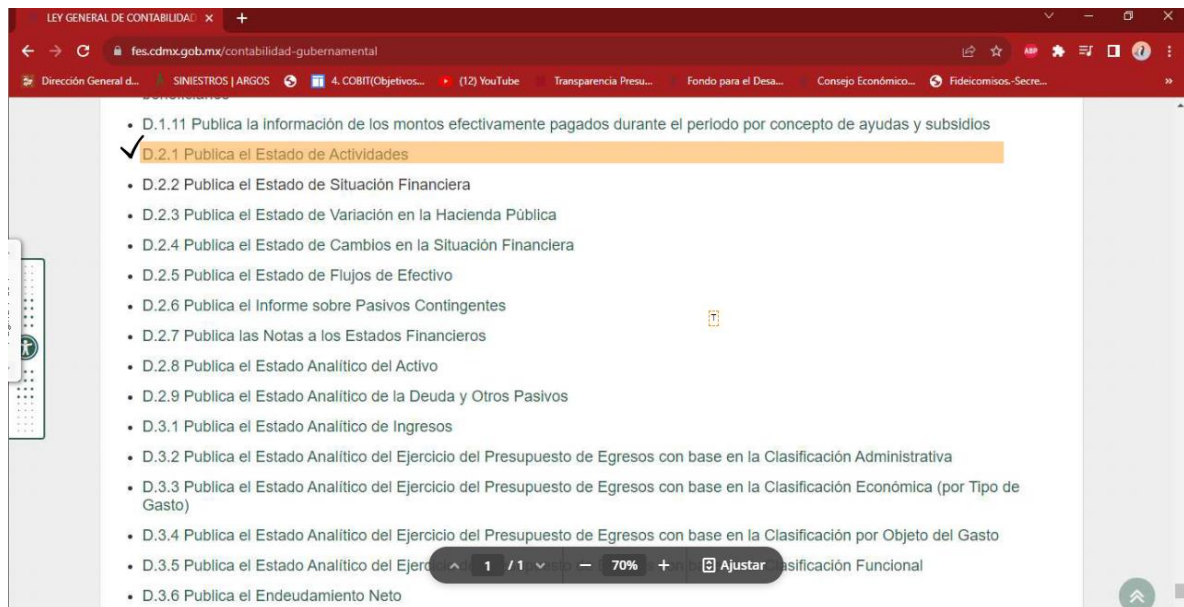 LEY GENERAL DE CONTABILIDAD
fes.cdmx.gob.mx/contabilidad-gubernamental
ABP
Dirección General d... SINIESTROS | ARGOS 4. COBIT(Objetivos... (12) YouTube Transparencia Presu... Fondo para el Desa... Consejo Económico... Fideicomisos.-Secre... »
beneficiarios
• D.1.11 Publica la información de los montos efectivamente pagados durante el periodo por concepto de ayudas y subsidios
D.2.1 Publica el Estado de Actividades
• D.2.2 Publica el Estado de Situación Financiera
• D.2.3 Publica el Estado de Variación en la Hacienda Pública
• D.2.4 Publica el Estado de Cambios en la Situación Financiera
• D.2.5 Publica el Estado de Flujos de Efectivo
• D.2.6 Publica el Informe sobre Pasivos Contingentes
T
• D.2.7 Publica las Notas a los Estados Financieros
• D.2.8 Publica el Estado Analítico del Activo
• D.2.9 Publica el Estado Analítico de la Deuda y Otros Pasivos
• D.3.1 Publica el Estado Analítico de Ingresos
• D.3.2 Publica el Estado Analítico del Ejercicio del Presupuesto de Egresos con base en la Clasificación Administrativa
• D.3.3 Publica el Estado Analítico del Ejercicio del Presupuesto de Egresos con base en la Clasificación Económica (por Tipo de
Gasto)
• D.3.4 Publica el Estado Analítico del Ejercicio del Presupuesto de Egresos con base en la Clasificación por Objeto del Gasto
• D.3.5 Publica el Estado Analítico del Ejerc asificación Funcional
1 / 1 70% Ajustar
• D.3.6 Publica el Endeudamiento Neto